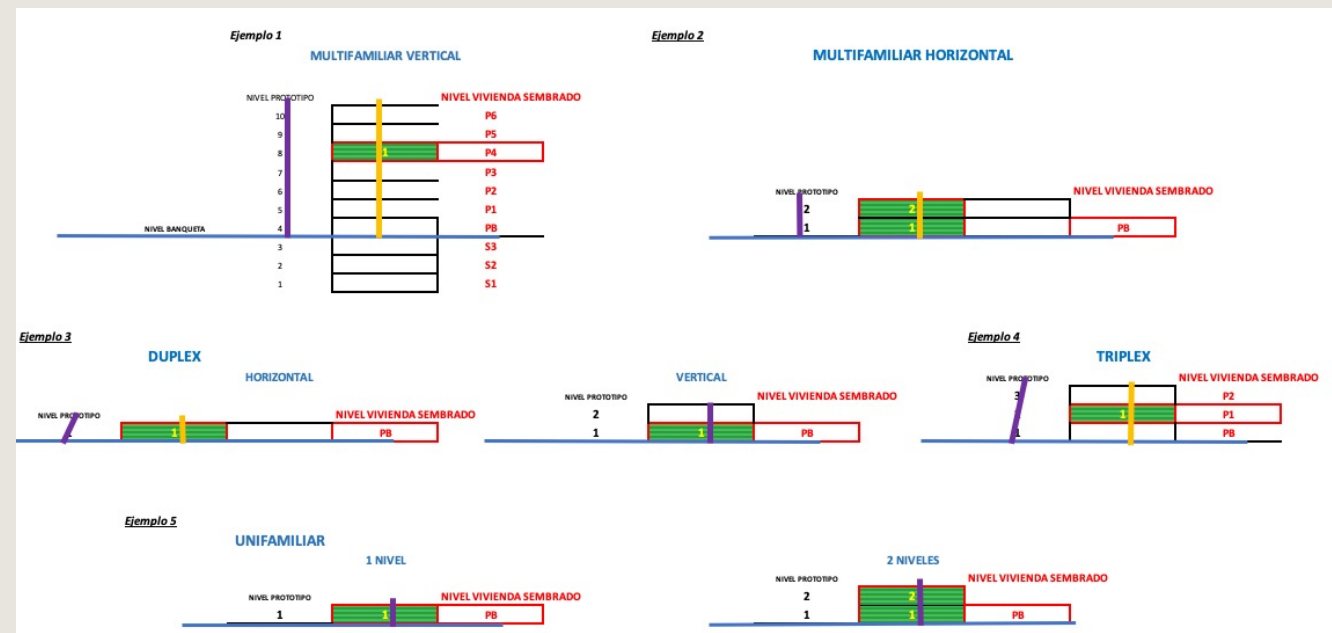 Ejemplo 1
MULTIFAMILIAR VERTICAL
NIVEL PROTOTIPO
NIVEL VIVIENDA SEMBRADO
10 P6
9 P5
8 1 P4
7 P3
6 P2
5 P1
NIVEL BANQUETA 4 PB
3 S3
2 S2
1 S1
Ejemplo 2
MULTIFAMILIAR HORIZONTAL
NIVEL PROTOTIPO
NIVEL VIVIENDA SEMBRADO
2 2
1 1 PB
Ejemplo 3
DUPLEX
HORIZONTAL
NIVEL PROTOTIPO
NIVEL VIVIENDA SEMBRADO
1 PB
VERTICAL
NIVEL PROTOTIPO
NIVEL VIVIENDA SEMBRADO
2
1 1 PB
Ejemplo 4
TRIPLEX
NIVEL PROTOTIPO
NIVEL VIVIENDA SEMBRADO
3 P2
1 P1
1 PB
Ejemplo 5
UNIFAMILIAR
1 NIVEL
NIVEL PROTOTIPO
NIVEL VIVIENDA SEMBRADO
1 1 PB
2 NIVELES
NIVEL PROTOTIPO
NIVEL VIVIENDA SEMBRADO
2 2
1 1 PB